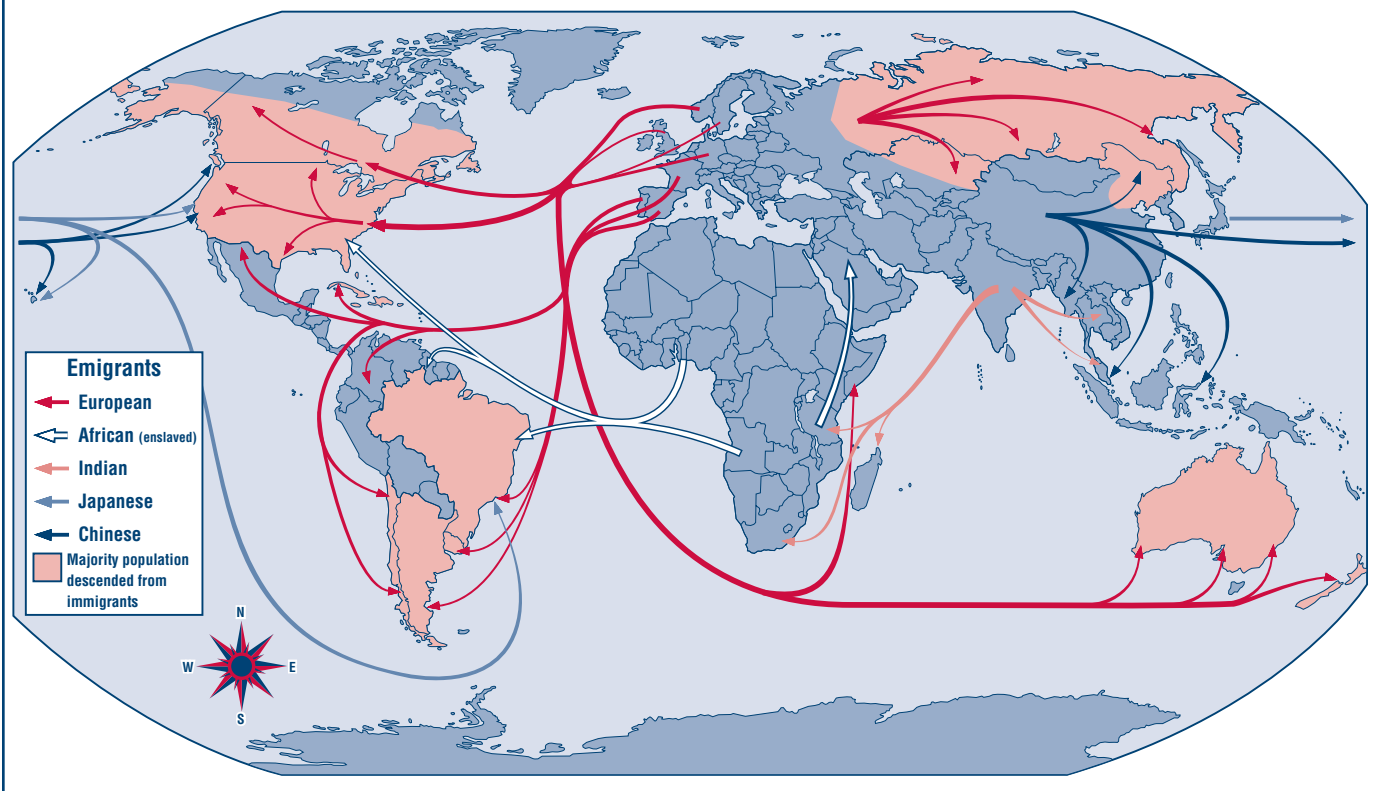 Emigrants
European
African (enslaved)
Indian
Japanese
Chinese
Majority population
descended from
immigrants
N
W E
S